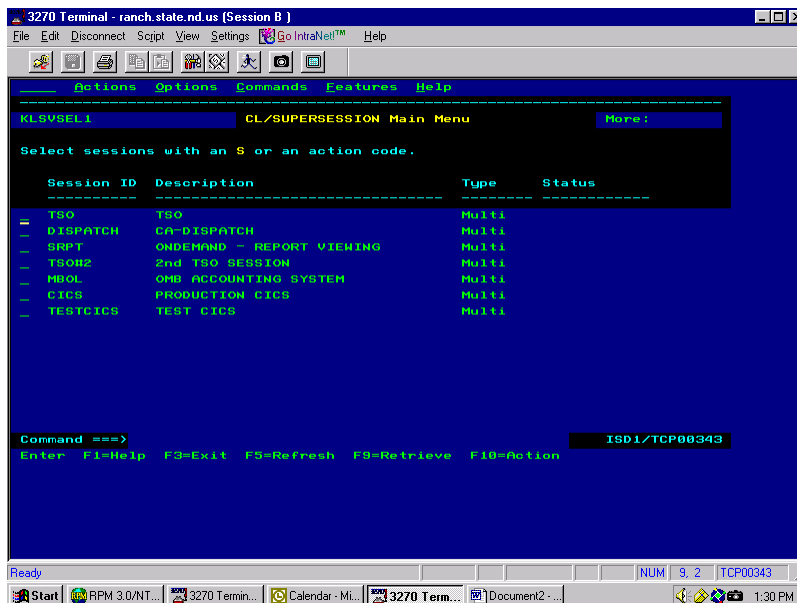 3270 Terminal - ranch.state.nd.us (Session B )
File Edit Disconnect Script View Settings Go IntraNet!™ Help
Actions Options Commands Features Help
KLSVSEL1 CL/SUPERSESSION Main Menu More:
Select sessions with an S or an action code.
Session ID Description Type Status
_ TSO TSO Multi
_ DISPATCH CA-DISPATCH Multi
_ SRPT ONDEMAND - REPORT VIEWING Multi
_ TSO#2 2nd TSO SESSION Multi
_ MBOL OMB ACCOUNTING SYSTEM Multi
_ CICS PRODUCTION CICS Multi
_ TESTCICS TEST CICS Multi
Command ===> ISD1/TCP00343
Enter F1=Help F3=Exit F5=Refresh F9=Retrieve F10=Action
Ready NUM 9, 2 TCP00343
Start RPM 3.0/NT... 3270 Termin... Calendar - Mi... 3270 Term... Document2 - ... 1:30 PM